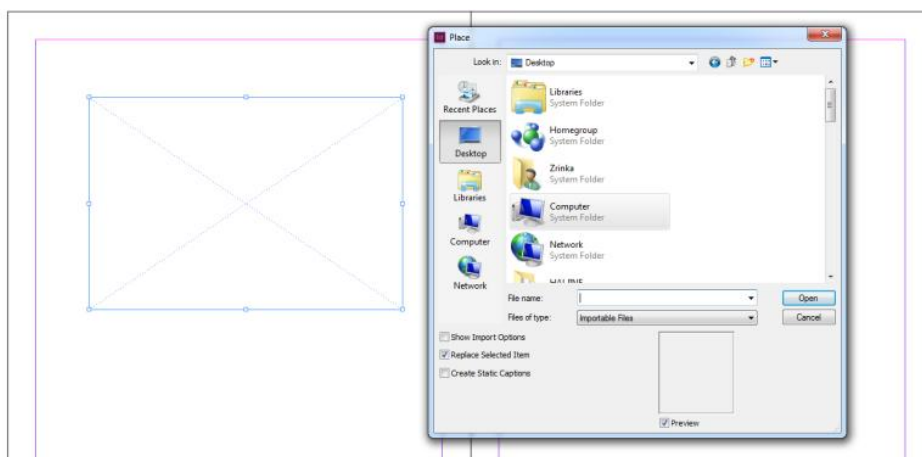 Place
Look in:
Desktop
Recent Places
Desktop
Libraries
Computer
Network
Libraries
System Folder
Homegroup
System Folder
Zrinka
System Folder
Computer
System Folder
Network
System Folder
File name:
Open
Files of type:
Importable Files
Cancel
Show Import Options
Replace Selected Item
Create Static Captions
Preview